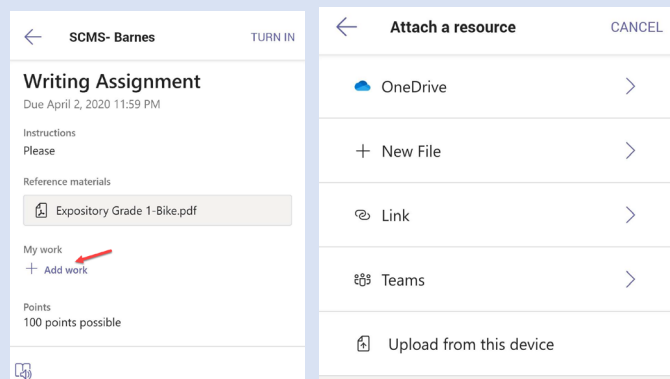 SCMS- Barnes
TURN IN
Writing Assignment
Due April 2, 2020 11:59 PM
Instructions
Please
Reference materials
Expository Grade 1-Bike.pdf
My work
+ Add work
Points
100 points possible
Attach a resource
CANCEL
OneDrive
+ New File
Link
Teams
Upload from this device